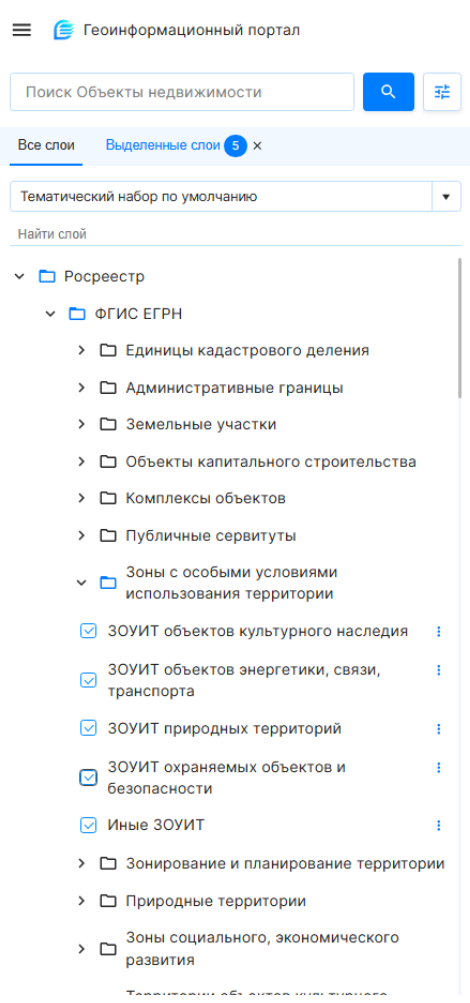 Геоинформационный портал
Поиск Объекты недвижимости
Все слои Выделенные слои 5 ×
Тематический набор по умолчанию
Найти слой
Росреестр
ФГИС ЕГРН
Единицы кадастрового деления
Административные границы
Земельные участки
Объекты капитального строительства
Комплексы объектов
Публичные сервитуты
Зоны с особыми условиями
использования территории
ЗОУИТ объектов культурного наследия
ЗОУИТ объектов энергетики, связи,
транспорта
ЗОУИТ природных территорий
ЗОУИТ охраняемых объектов и
безопасности
Иные ЗОУИТ
Зонирование и планирование территории
Природные территории
Зоны социального, экономического
развития
Территории объектов культурного